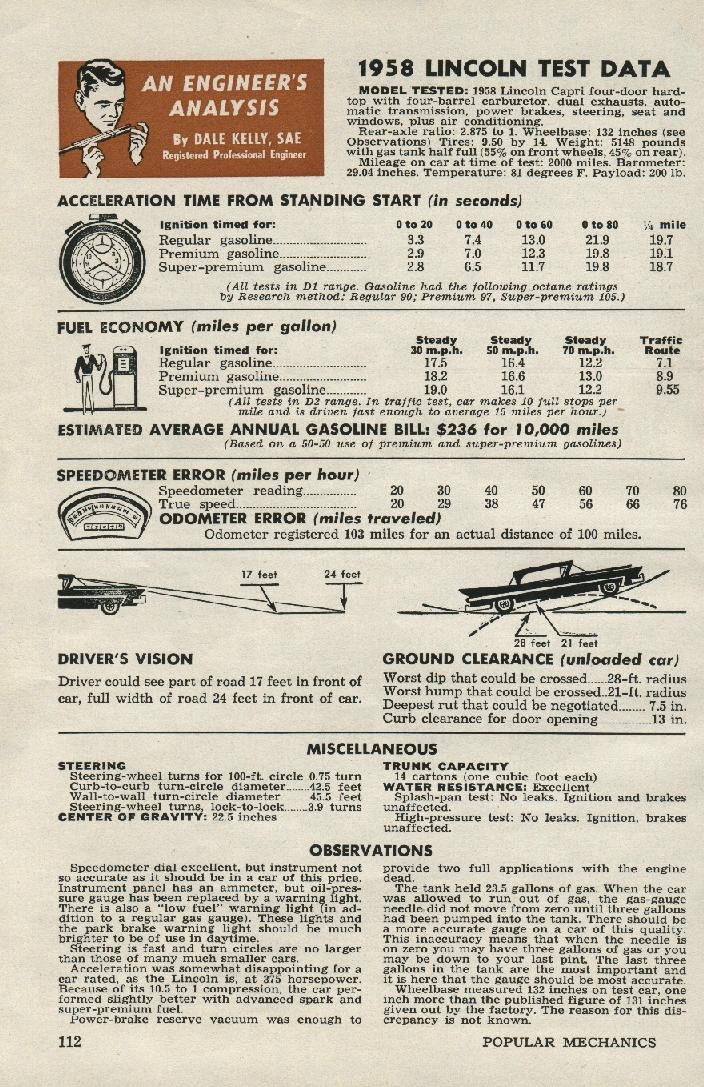 AN ENGINEER'S
ANALYSIS
By DALE KELLY, SAE
Registered Professional Engineer
1958 LINCOLN TEST DATA
MODEL TESTED: 1958 Lincoln Capri four-door hard-
top with four-barrel carburetor, dual exhausts, auto-
matic transmission, power brakes, steering, seat and
windows, plus air conditioning.
Rear-axle ratio: 2.875 to 1. Wheelbase: 132 inches (see
Observations) Tires: 9.50 by 14. Weight: 5148 pounds
with gas tank half full (55% on front wheels, 45% on rear).
Mileage on car at time of test: 2000 miles. Barometer:
29.04 inches. Temperature: 81 degrees F. Payload: 200 lb.
ACCELERATION TIME FROM STANDING START (in seconds)
Ignition timed for: 0 to 20 0 to 40 0 to 60 0 to 80 ¼ mile
Regular gasoline 3.3 7.4 13.0 21.9 19.7
Premium gasoline 2.9 7.0 12.3 19.8 19.1
Super-premium gasoline 2.8 6.5 11.7 19.8 18.7
(All tests in D1 range. Gasoline had the following octane ratings
by Research method: Regular 90; Premium 97, Super-premium 105.)
FUEL ECONOMY (miles per gallon)
Steady Steady Steady Traffic
Ignition timed for: 30 m.p.h. 50 m.p.h. 70 m.p.h. Route
Regular gasoline 17.5 16.4 12.2 7.1
Premium gasoline 18.2 16.6 13.0 8.9
Super-premium gasoline 19.0 16.1 12.2 9.55
(All tests in D2 range. In traffic test, car makes 10 full stops per
mile and is driven fast enough to average 15 miles per hour.)
ESTIMATED AVERAGE ANNUAL GASOLINE BILL: $236 for 10,000 miles
(Based on a 50-50 use of premium and super-premium gasolines)
SPEEDOMETER ERROR (miles per hour)
Speedometer reading 20 30 40 50 60 70 80
True speed 20 29 38 47 56 66 76
ODOMETER ERROR (miles traveled)
Odometer registered 103 miles for an actual distance of 100 miles.
17 feet 24 feet
28 feet 21 feet
DRIVER'S VISION
Driver could see part of road 17 feet in front of
car, full width of road 24 feet in front of car.
GROUND CLEARANCE (unloaded car)
Worst dip that could be crossed......28-ft. radius
Worst hump that could be crossed..21-ft. radius
Deepest rut that could be negotiated........ 7.5 in.
Curb clearance for door opening 13 in.
MISCELLANEOUS
STEERING
Steering-wheel turns for 100-ft. circle 0.75 turn
Curb-to-curb turn-circle diameter.......42.5 feet
Wall-to-wall turn-circle diameter 45.5 feet
Steering-wheel turns, lock-to-lock.......3.9 turns
CENTER OF GRAVITY: 22.5 inches
TRUNK CAPACITY
14 cartons (one cubic foot each)
WATER RESISTANCE: Excellent
Splash-pan test: No leaks. Ignition and brakes
unaffected.
High-pressure test: No leaks. Ignition, brakes
unaffected.
OBSERVATIONS
Speedometer dial excellent, but instrument not
so accurate as it should be in a car of this price.
Instrument panel has an ammeter, but oil-pres-
sure gauge has been replaced by a warning light.
There is also a "low fuel" warning light (in ad-
dition to a regular gas gauge). These lights and
the park brake warning light should be much
brighter to be of use in daytime.
Steering is fast and turn circles are no larger
than those of many much smaller cars.
Acceleration was somewhat disappointing for a
car rated, as the Lincoln is, at 375 horsepower.
Because of its 10.5 to 1 compression, the car per-
formed slightly better with advanced spark and
super-premium fuel.
Power-brake reserve vacuum was enough to
provide two full applications with the engine
dead.
The tank held 23.5 gallons of gas. When the car
was allowed to run out of gas, the gas-gauge
needle did not move from zero until three gallons
had been pumped into the tank. There should be
a more accurate gauge on a car of this quality.
This inaccuracy means that when the needle is
on zero you may have three gallons of gas or you
may be down to your last pint. The last three
gallons in the tank are the most important and
it is here that the gauge should be most accurate.
Wheelbase measured 132 inches on test car, one
inch more than the published figure of 131 inches
given out by the factory. The reason for this dis-
crepancy is not known.
112
POPULAR MECHANICS